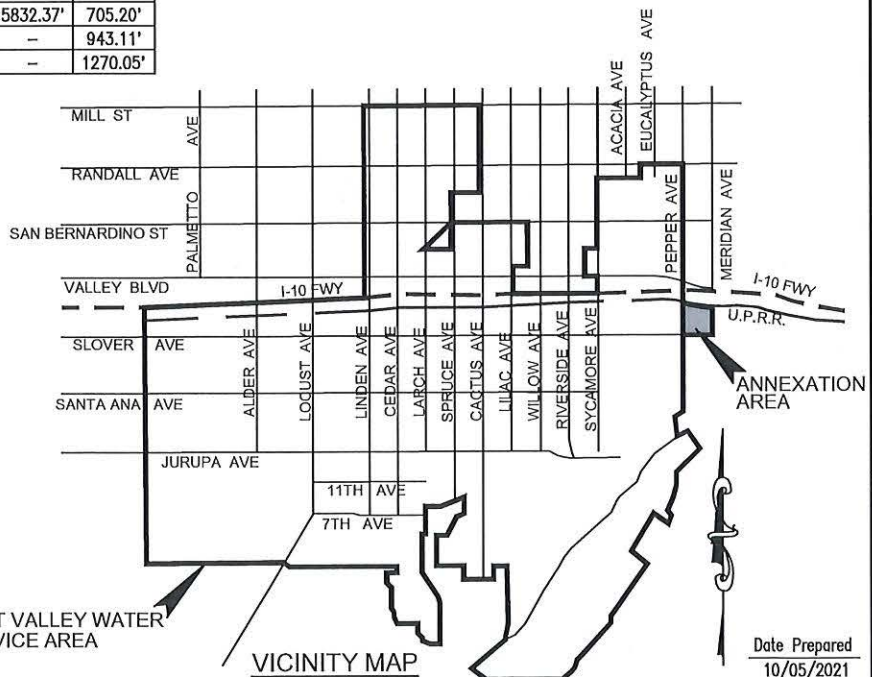 5832.37' 705.20'
– 943.11'
– 1270.05'
MILL ST
RANDALL AVE
SAN BERNARDINO ST
VALLEY BLVD
SLOVER AVE
SANTA ANA AVE
JURUPA AVE
11TH AVE
7TH AVE
PALMETTO AVE
ALDER AVE
LOCUST AVE
LINDEN AVE
CEDAR AVE
LARCH AVE
SPRUCE AVE
CACTUS AVE
LILAC AVE
WILLOW AVE
RIVERSIDE AVE
SYCAMORE AVE
ACACIA AVE
EUCALYPTUS AVE
PEPPER AVE
MERIDIAN AVE
I-10 FWY
I-10 FWY
U.P.R.R.
ANNEXATION
AREA
T VALLEY WATER
VICE AREA
VICINITY MAP
Date Prepared
10/05/2021